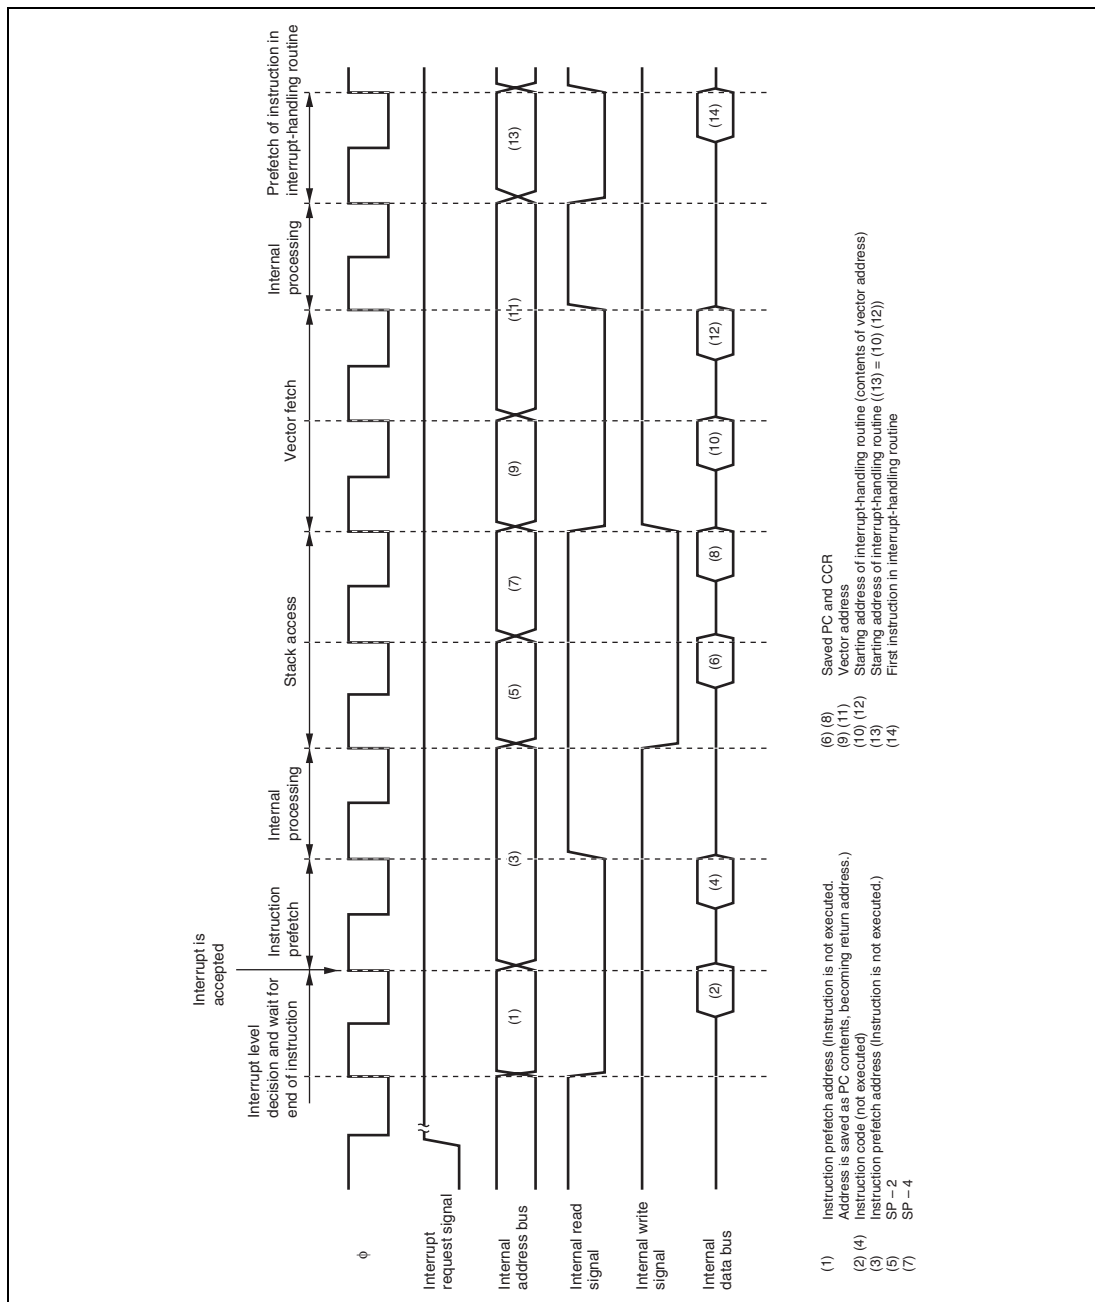 Interrupt is
accepted
Interrupt level
decision and wait for
end of instruction
Instruction
prefetch
Internal
processing
Stack access
Vector fetch
Internal
processing
Prefetch of instruction in
interrupt-handling routine
φ
Interrupt
request signal
Internal
address bus
(1)
(3)
(5)
(7)
(9)
(11)
(13)
Internal read
signal
Internal write
signal
Internal
data bus
(2)
(4)
(6)
(8)
(10)
(12)
(14)
(1) Instruction prefetch address (Instruction is not executed.
Address is saved as PC contents, becoming return address.)
(2) (4) Instruction code (not executed)
(3) Instruction prefetch address (Instruction is not executed.)
(5) SP – 2
(7) SP – 4
(6) (8) Saved PC and CCR
(9) (11) Vector address
(10) (12) Starting address of interrupt-handling routine (contents of vector address)
(13) Starting address of interrupt-handling routine ((13) = (10) (12))
(14) First instruction in interrupt-handling routine